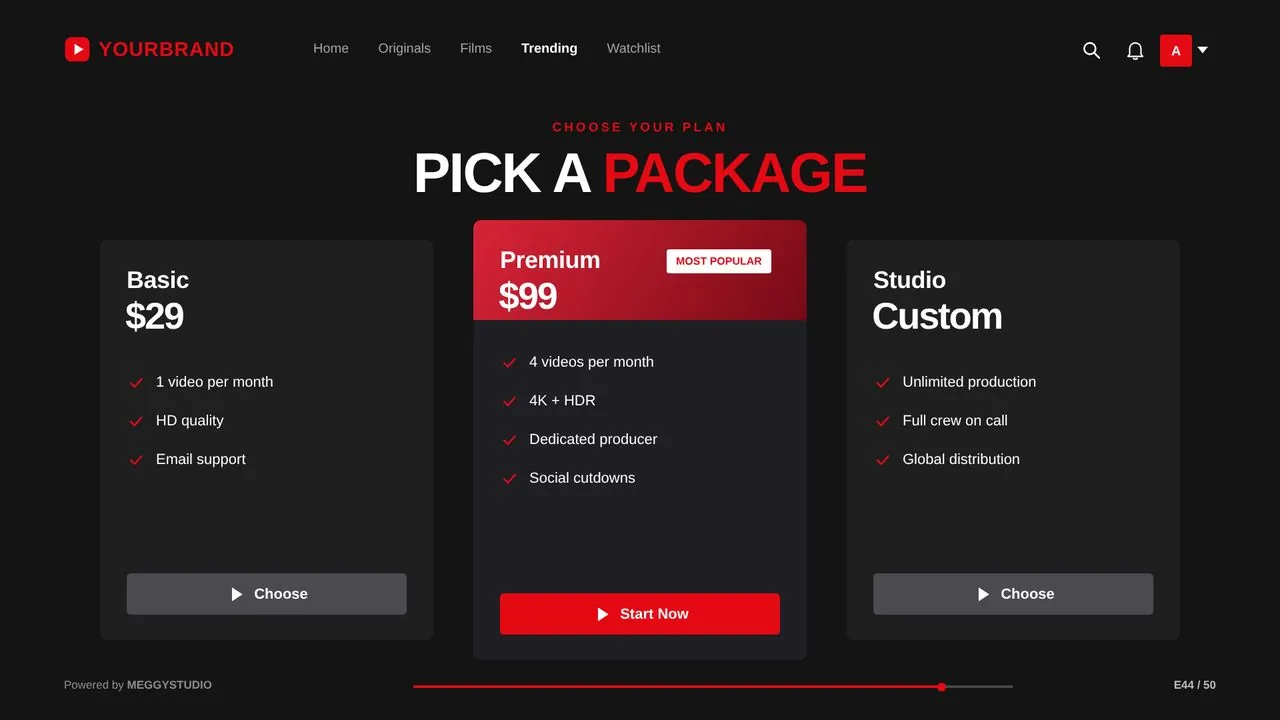 YOURBRAND
Home Originals Films Trending Watchlist
A
CHOOSE YOUR PLAN
PICK A PACKAGE
Basic
$29
1 video per month
HD quality
Email support
Choose
Premium
MOST POPULAR
$99
4 videos per month
4K + HDR
Dedicated producer
Social cutdowns
Start Now
Studio
Custom
Unlimited production
Full crew on call
Global distribution
Choose
Powered by MEGGYSTUDIO
E44 / 50